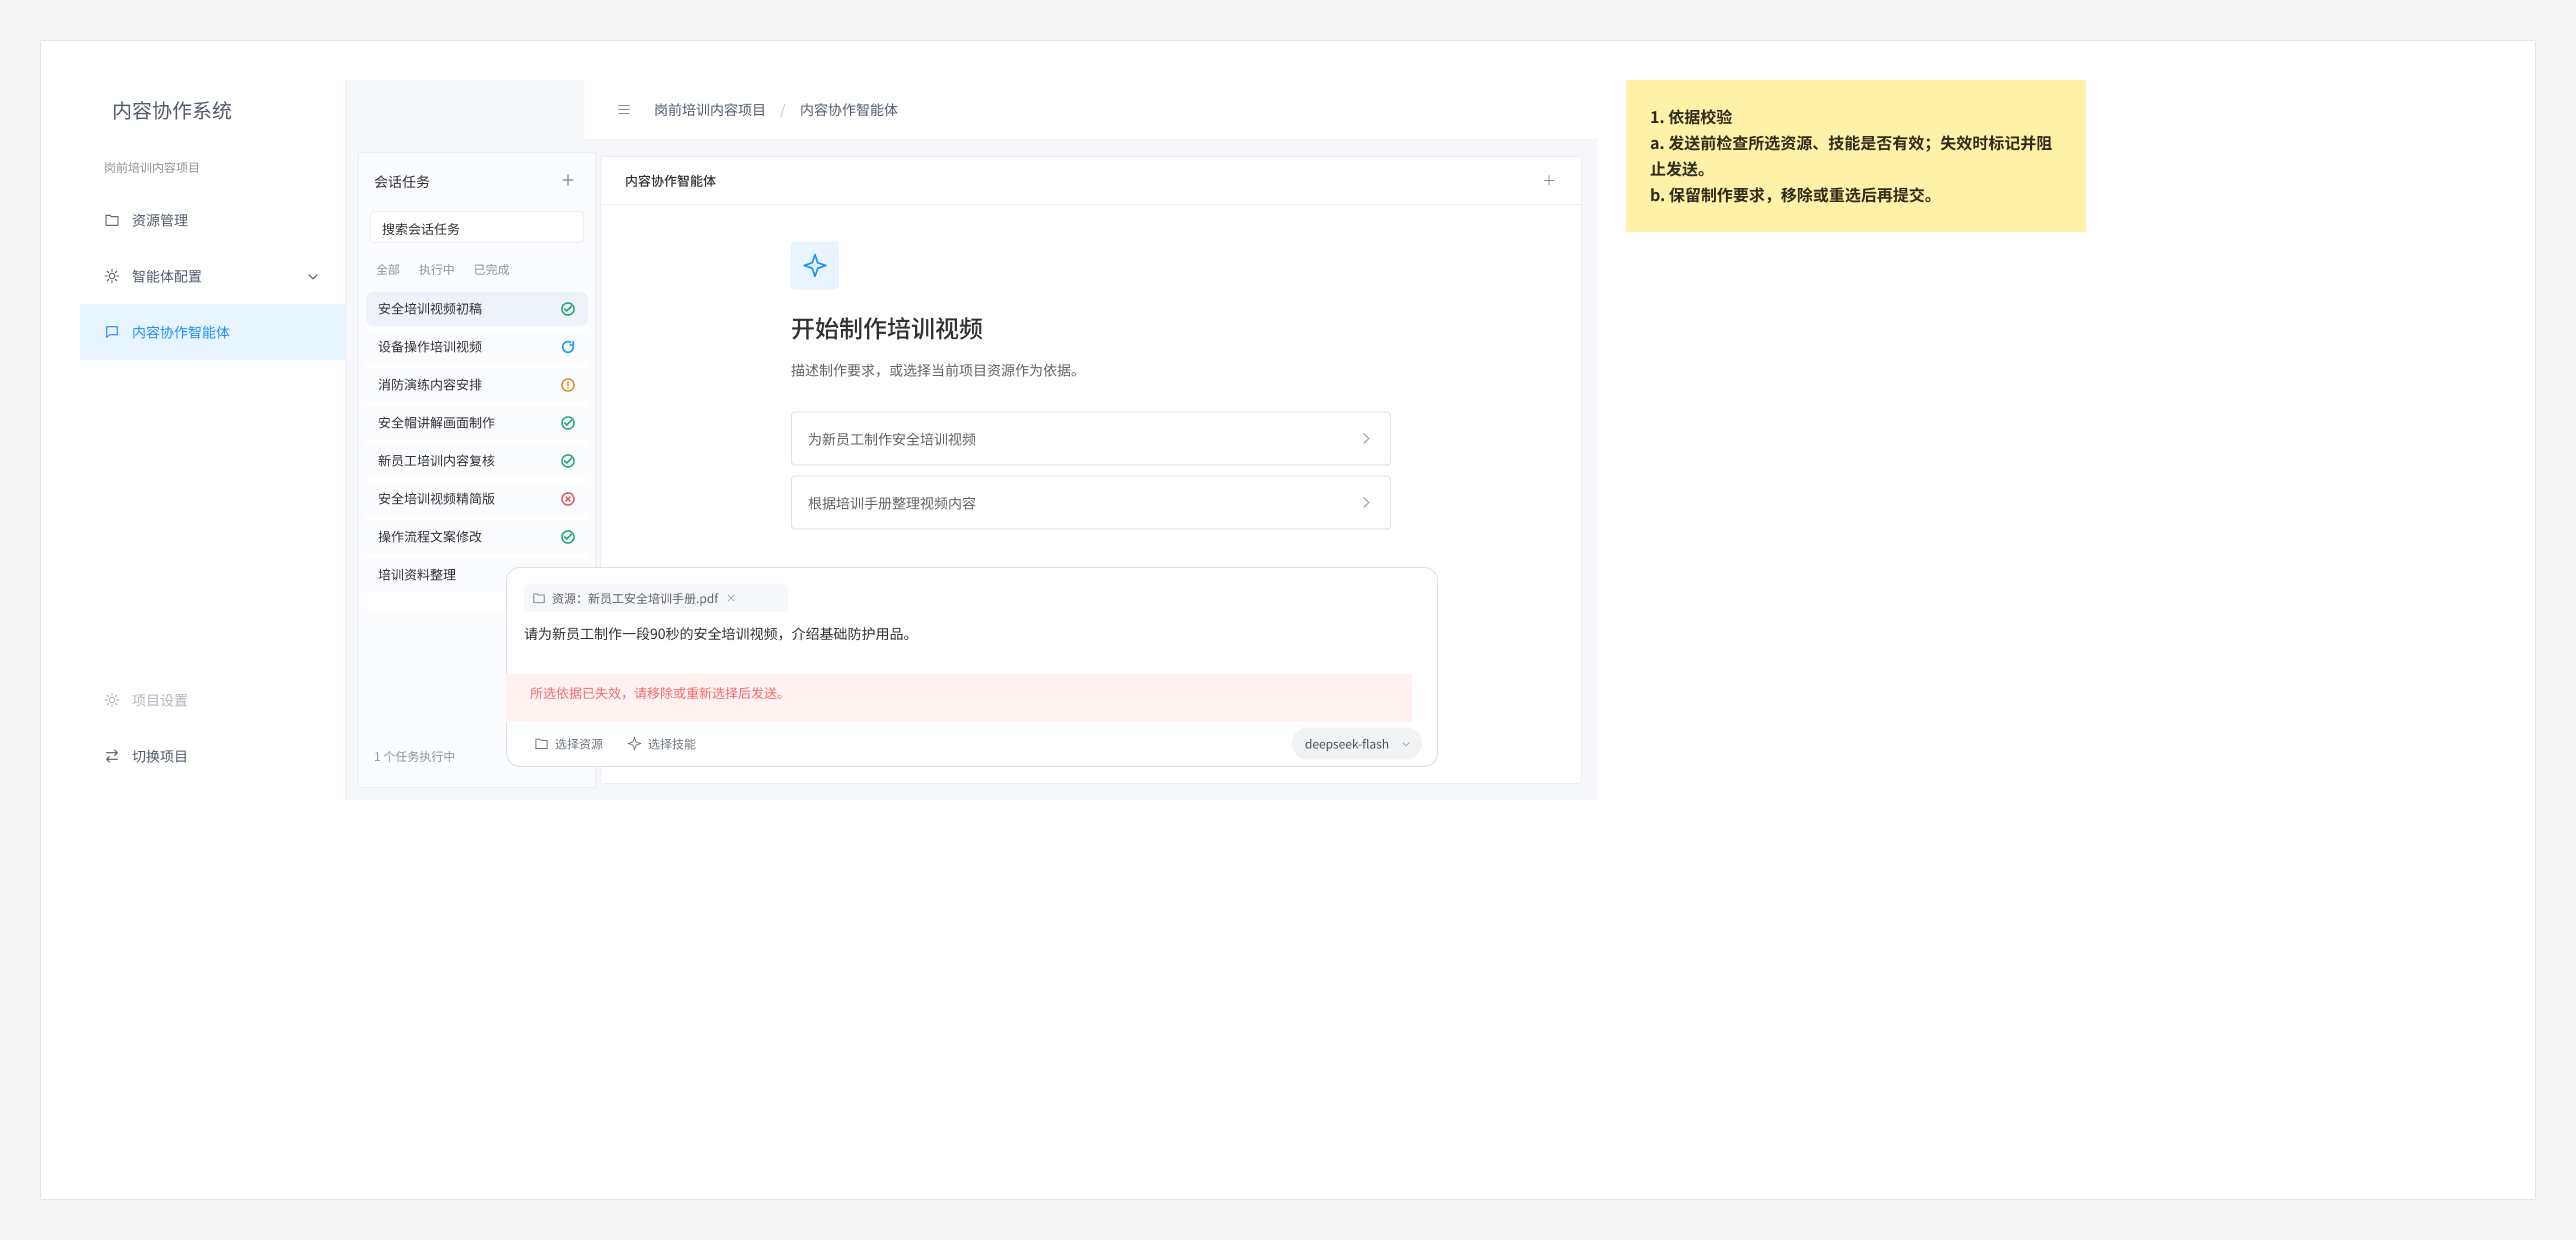 内容协作系统
岗前培训内容项目
资源管理
智能体配置
内容协作智能体
项目设置
切换项目
岗前培训内容项目 / 内容协作智能体
会话任务
搜索会话任务
全部 执行中 已完成
安全培训视频初稿
设备操作培训视频
消防演练内容安排
安全帽讲解画面制作
新员工培训内容复核
安全培训视频精简版
操作流程文案修改
培训资料整理
1 个任务执行中
内容协作智能体
开始制作培训视频
描述制作要求，或选择当前项目资源作为依据。
为新员工制作安全培训视频
根据培训手册整理视频内容
资源：新员工安全培训手册.pdf
请为新员工制作一段90秒的安全培训视频，介绍基础防护用品。
所选依据已失效，请移除或重新选择后发送。
选择资源 选择技能 deepseek-flash
1. 依据校验
a. 发送前检查所选资源、技能是否有效；失效时标记并阻
止发送。
b. 保留制作要求，移除或重选后再提交。